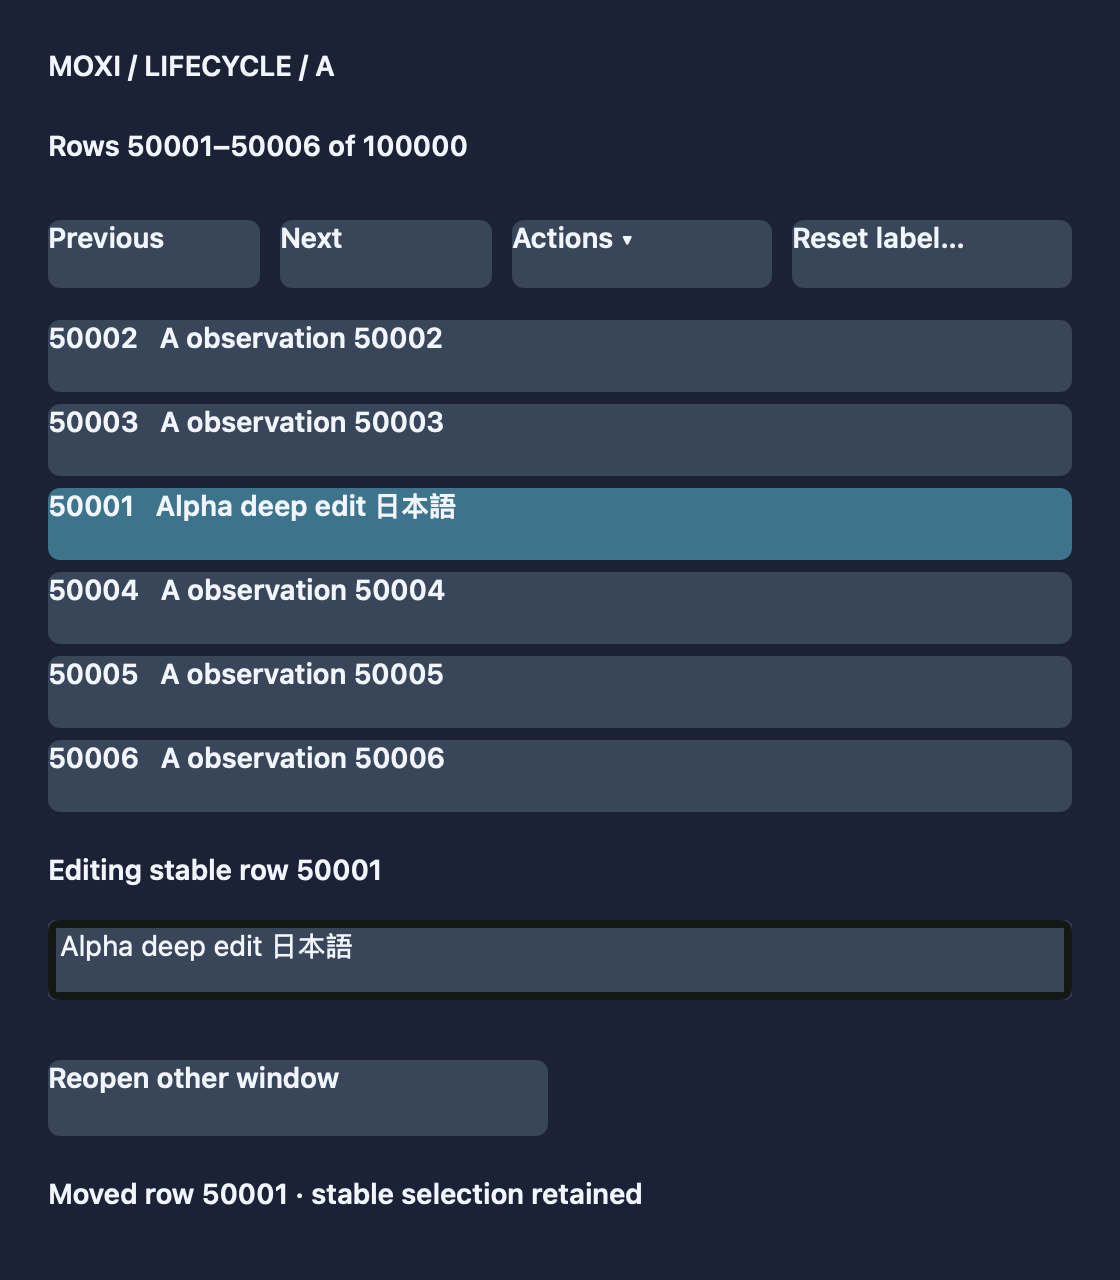 MOXI / LIFECYCLE / A
Rows 50001–50006 of 100000
Previous Next Actions ▾ Reset label...
50002 A observation 50002
50003 A observation 50003
50001 Alpha deep edit 日本語
50004 A observation 50004
50005 A observation 50005
50006 A observation 50006
Editing stable row 50001
Alpha deep edit 日本語
Reopen other window
Moved row 50001 · stable selection retained